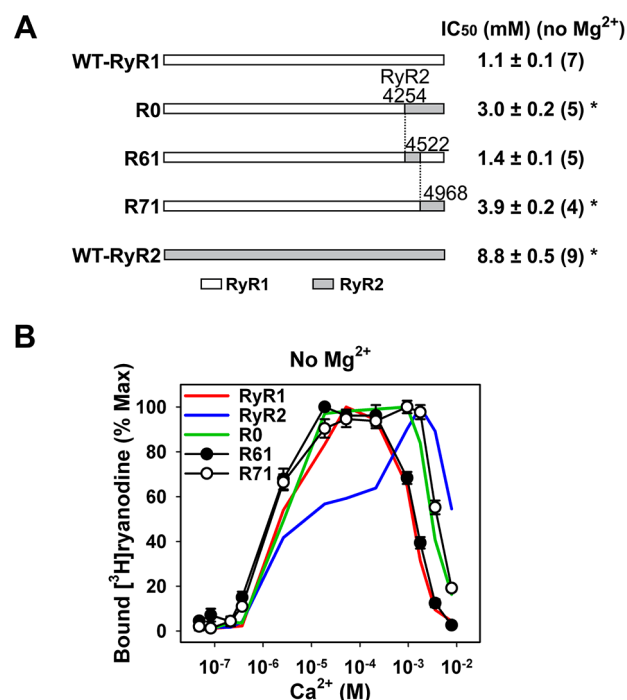 A
IC50 (mM) (no Mg2+)
WT-RyR1
1.1 ± 0.1 (7)
RyR2
4254
R0
3.0 ± 0.2 (5) *
4522
R61
1.4 ± 0.1 (5)
4968
R71
3.9 ± 0.2 (4) *
WT-RyR2
8.8 ± 0.5 (9) *
RyR1
RyR2
B
No Mg2+
Bound [3H]ryanodine (% Max)
100
80
60
40
20
0
RyR1
RyR2
R0
R61
R71
10-7
10-6
10-5
10-4
10-3
10-2
Ca2+ (M)